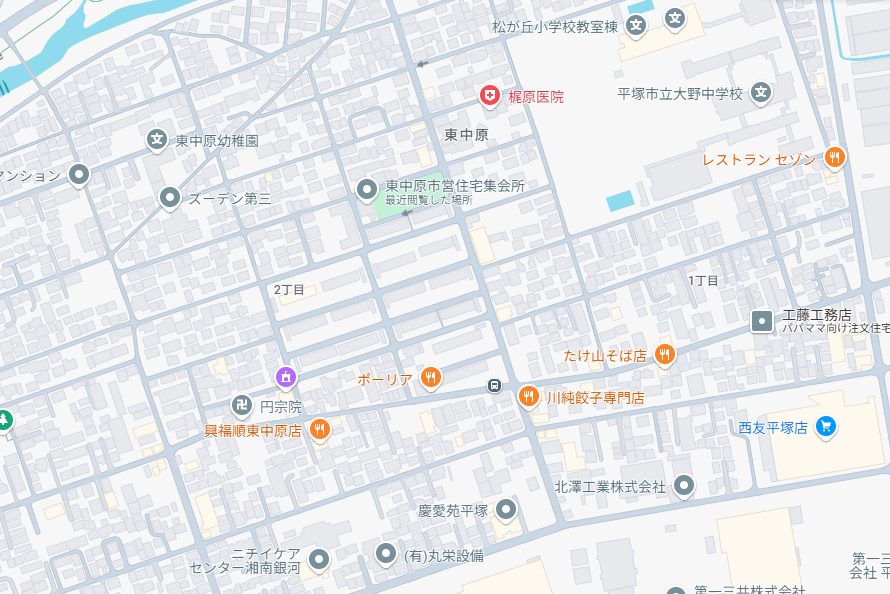 松が丘小学校教室棟
梶原医院
平塚市立大野中学校
東中原
東中原幼稚園
レストラン セゾン
マンション
東中原市営住宅集会所
最近閲覧した場所
ズーデン第三
1丁目
2丁目
工藤工務店
パパママ向け注文住宅
たけ山そば店
ポーリア
川純餃子専門店
円宗院
興福順東中原店
西友平塚店
北澤工業株式会社
慶愛苑平塚
ニチイケア
センター湘南銀河
(有)丸栄設備
第一三
会社 平
第一三共株式会社